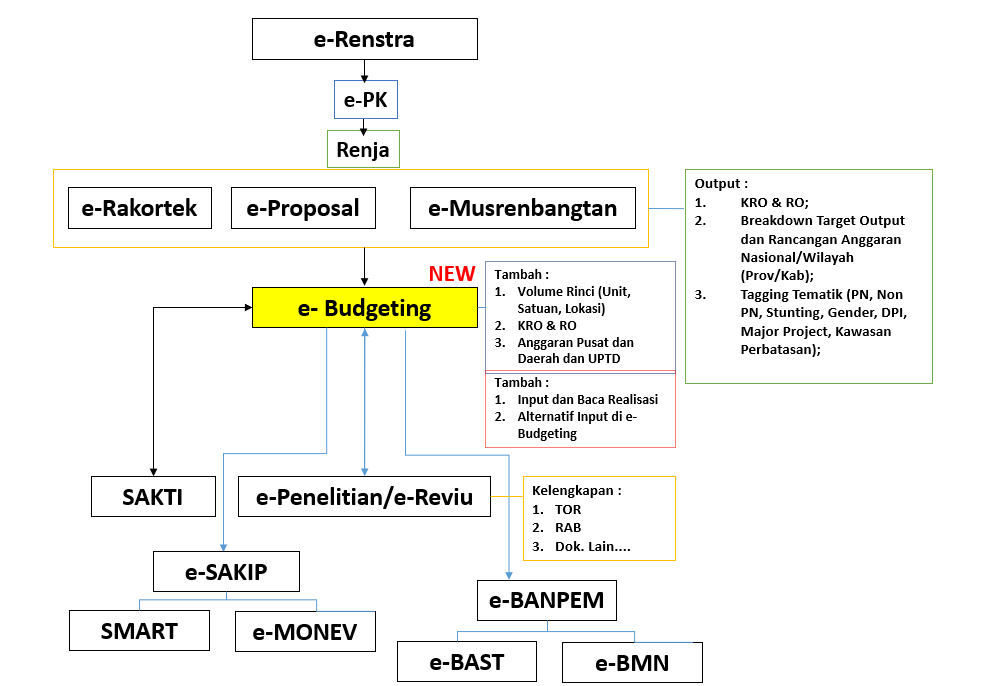 e-Renstra
e-PK
Renja
e-Rakortek
e-Proposal
e-Musrenbangtan
Output :
1. KRO & RO;
2. Breakdown Target Output
dan Rancangan Anggaran
Nasional/Wilayah
(Prov/Kab);
3. Tagging Tematik (PN, Non
PN, Stunting, Gender, DPI,
Major Project, Kawasan
Perbatasan);
NEW
e- Budgeting
Tambah :
1. Volume Rinci (Unit,
Satuan, Lokasi)
2. KRO & RO
3. Anggaran Pusat dan
Daerah dan UPTD
Tambah :
1. Input dan Baca Realisasi
2. Alternatif Input di e-
Budgeting
SAKTI
e-Penelitian/e-Reviu
Kelengkapan :
1. TOR
2. RAB
3. Dok. Lain....
e-SAKIP
SMART
e-MONEV
e-BANPEM
e-BAST
e-BMN